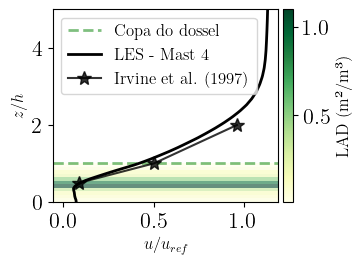 Copa do dossel
LES - Mast 4
Irvine et al. (1997)
4
2
0
z/h
0.0
0.5
1.0
u/u_ref
1.0
0.5
LAD (m²/m³)